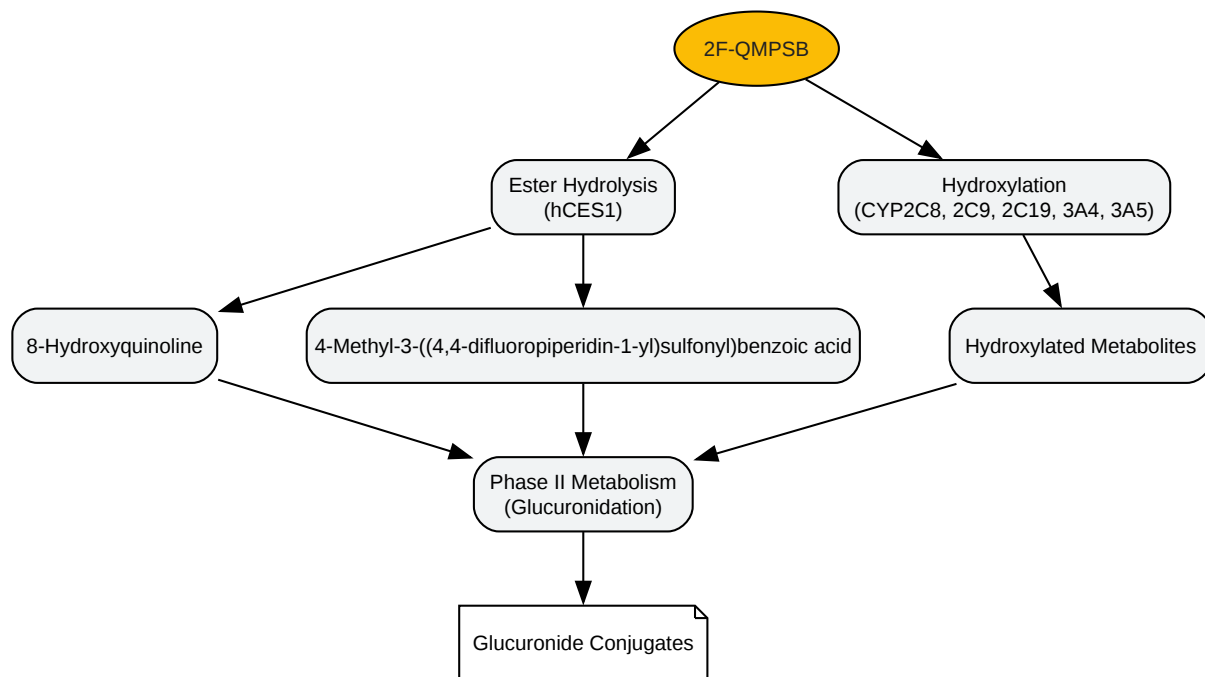 2F-QMPSB
Ester Hydrolysis
(hCES1)
Hydroxylation
(CYP2C8, 2C9, 2C19, 3A4, 3A5)
8-Hydroxyquinoline
4-Methyl-3-((4,4-difluoropiperidin-1-yl)sulfonyl)benzoic acid
Hydroxylated Metabolites
Phase II Metabolism
(Glucuronidation)
Glucuronide Conjugates